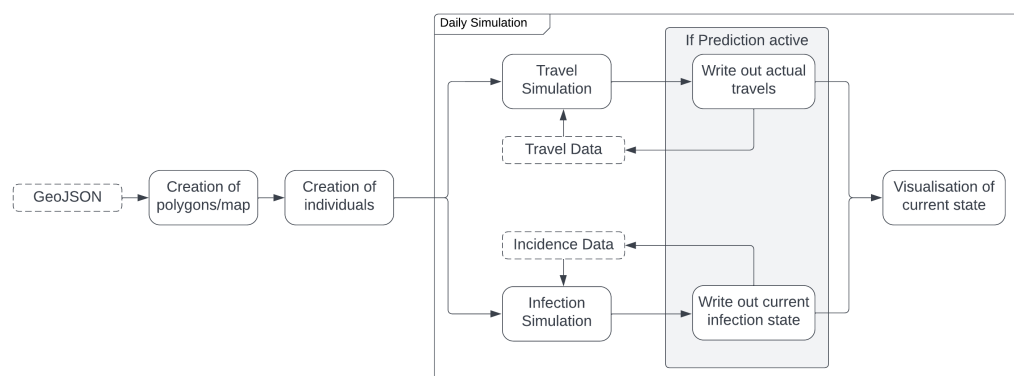 Daily Simulation
If Prediction active
Travel
Simulation
Write out actual
travels
Travel Data
GeoJSON
Creation of
polygons/map
Creation of
individuals
Visualisation of
current state
Incidence Data
Infection
Simulation
Write out current
infection state